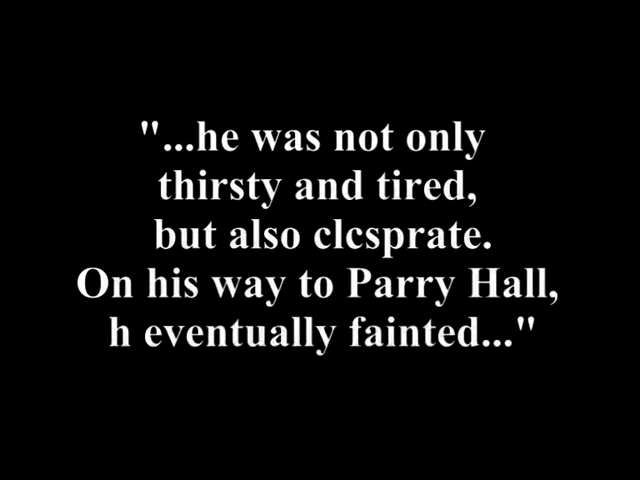 "...he was not only
thirsty and tired,
but also clcsprate.
On his way to Parry Hall,
h eventually fainted..."